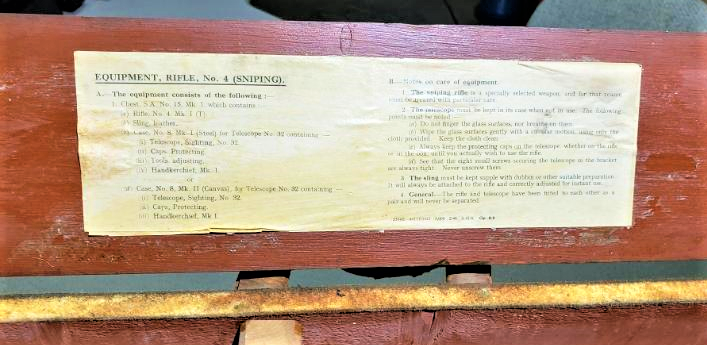 EQUIPMENT, RIFLE, No. 4 (SNIPING).
A.—The equipment consists of the following :—
1. Chest, S.A. No. 15, Mk. 1, which contains—
(a) Rifle, No. 4, Mk. I (T)
(b) Sling, leather.
(c) Case, No. 8, Mk. I (Steel) for Telescope No. 32 containing —
(i) Telescope, Sighting, No. 32.
(ii) Caps, Protecting.
(iii) Tools, adjusting.
(iv) Handkerchief, Mk. I.
or
(d) Case, No. 8, Mk. II (Canvas), for Telescope No. 32 containing —
(i) Telescope, Sighting, No. 32.
(ii) Caps, Protecting.
(iii) Handkerchief, Mk I.
B.—Notes on care of equipment.
1. The sniping rifle is a specially selected weapon, and for that reason
must be treated with particular care.
2. The telescope must be kept in its case when not in use. The following
points must be noted —
(a) Do not finger the glass surfaces, nor breathe on them.
(b) Wipe the glass surfaces gently with a circular motion, using only the
cloth provided. Keep the cloth clean.
(c) Always keep the protecting caps on the telescope, whether on the rifle
or in the case, until you actually wish to use the rifle.
(d) See that the eight small screws securing the telescope to the bracket
are always tight. Never unscrew them.
3. The sling must be kept supple with dubbin or other suitable preparation.
It will always be attached to the rifle and correctly adjusted for instant use.
4. General.—The rifle and telescope have been fitted to each other as a
pair and will never be separated.